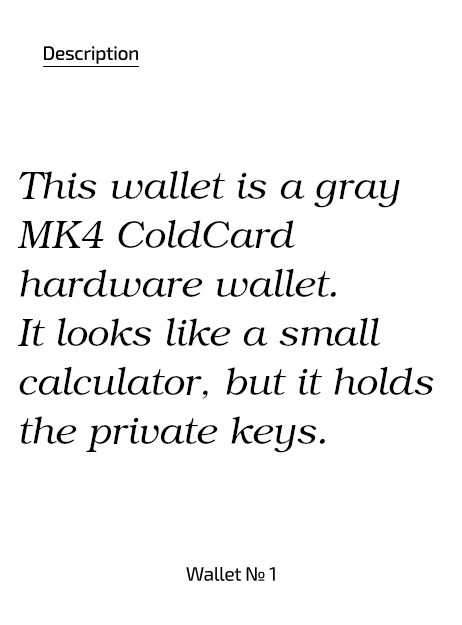 Description
This wallet is a gray
MK4 ColdCard
hardware wallet.
It looks like a small
calculator, but it holds
the private keys.
Wallet № 1